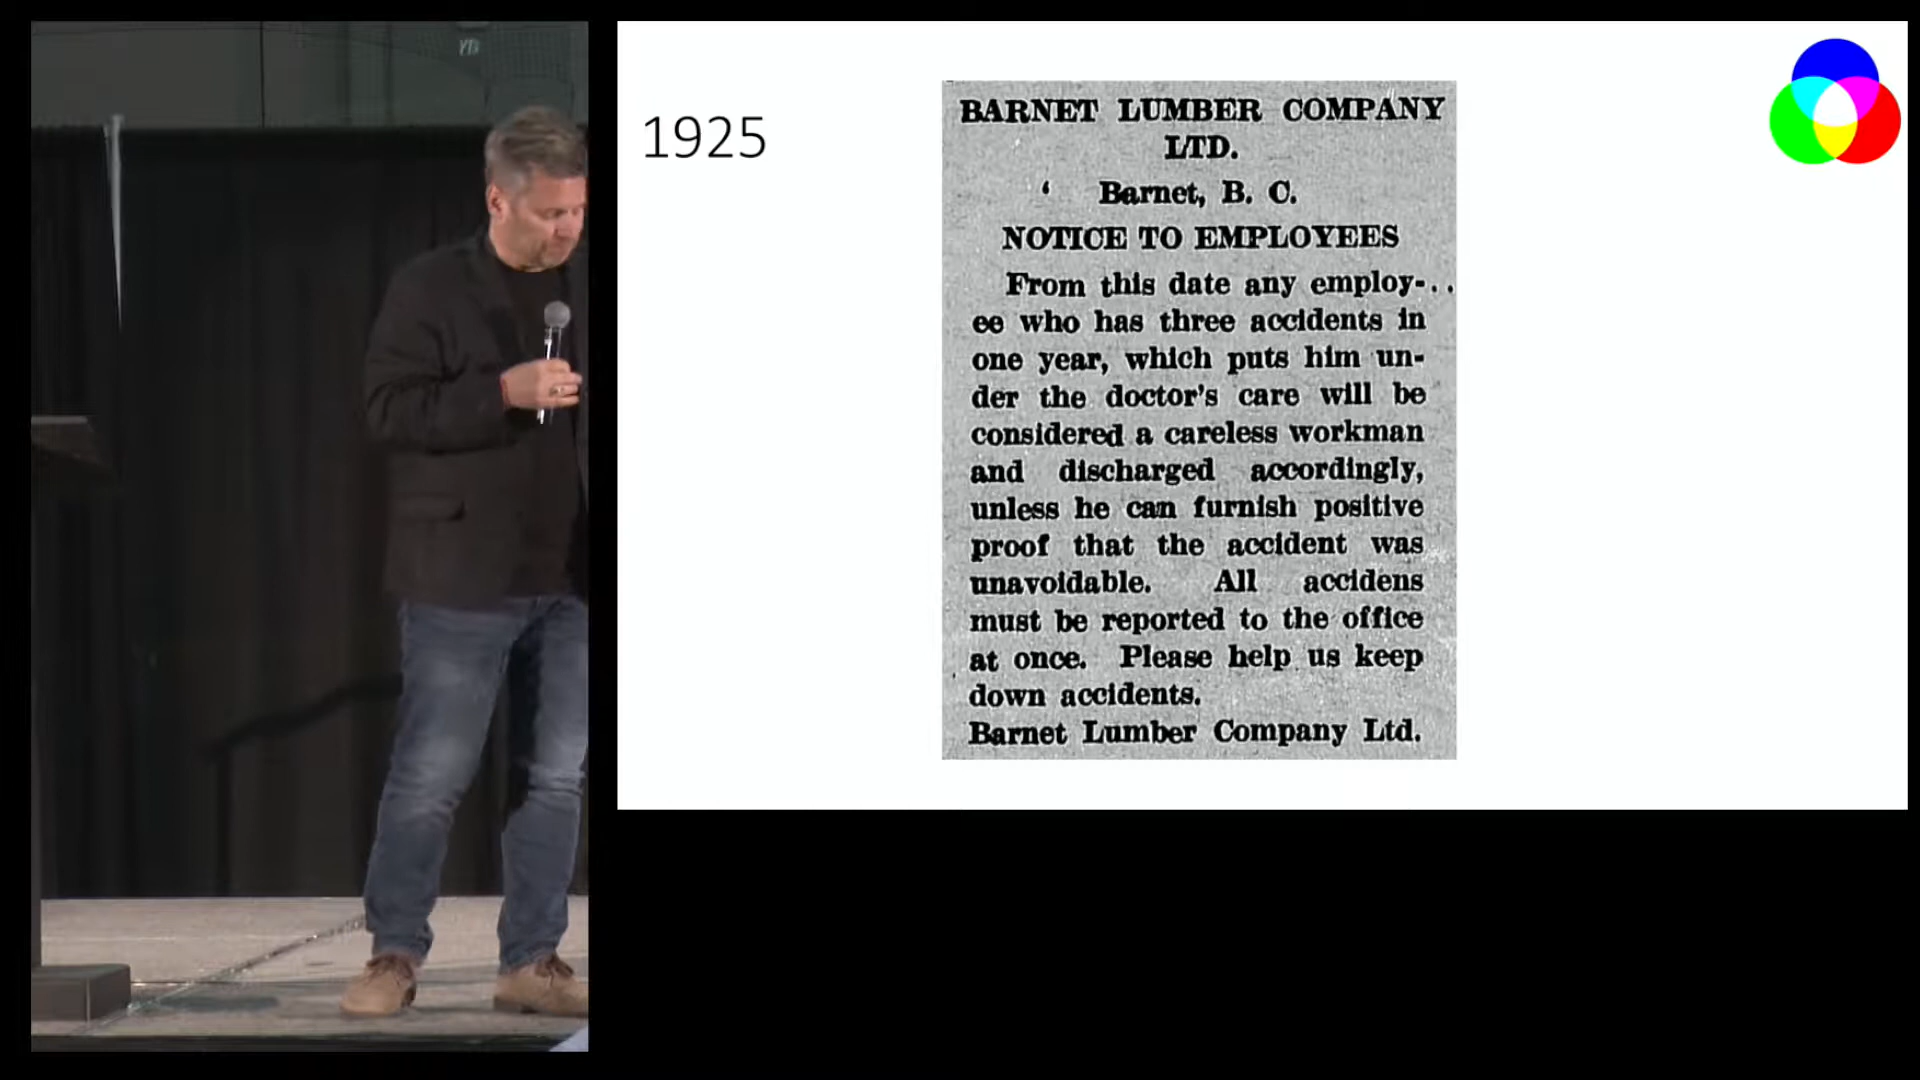 1925
BARNET LUMBER COMPANY
LTD.
‘ Barnet, B. C.
NOTICE TO EMPLOYEES
From this date any employ-..
ee who has three accidents in
one year, which puts him un-
der the doctor's care will be
considered a careless workman
and discharged accordingly,
unless he can furnish positive
proof that the accident was
unavoidable. All accidens
must be reported to the office
at once. Please help us keep
down accidents.
Barnet Lumber Company Ltd.